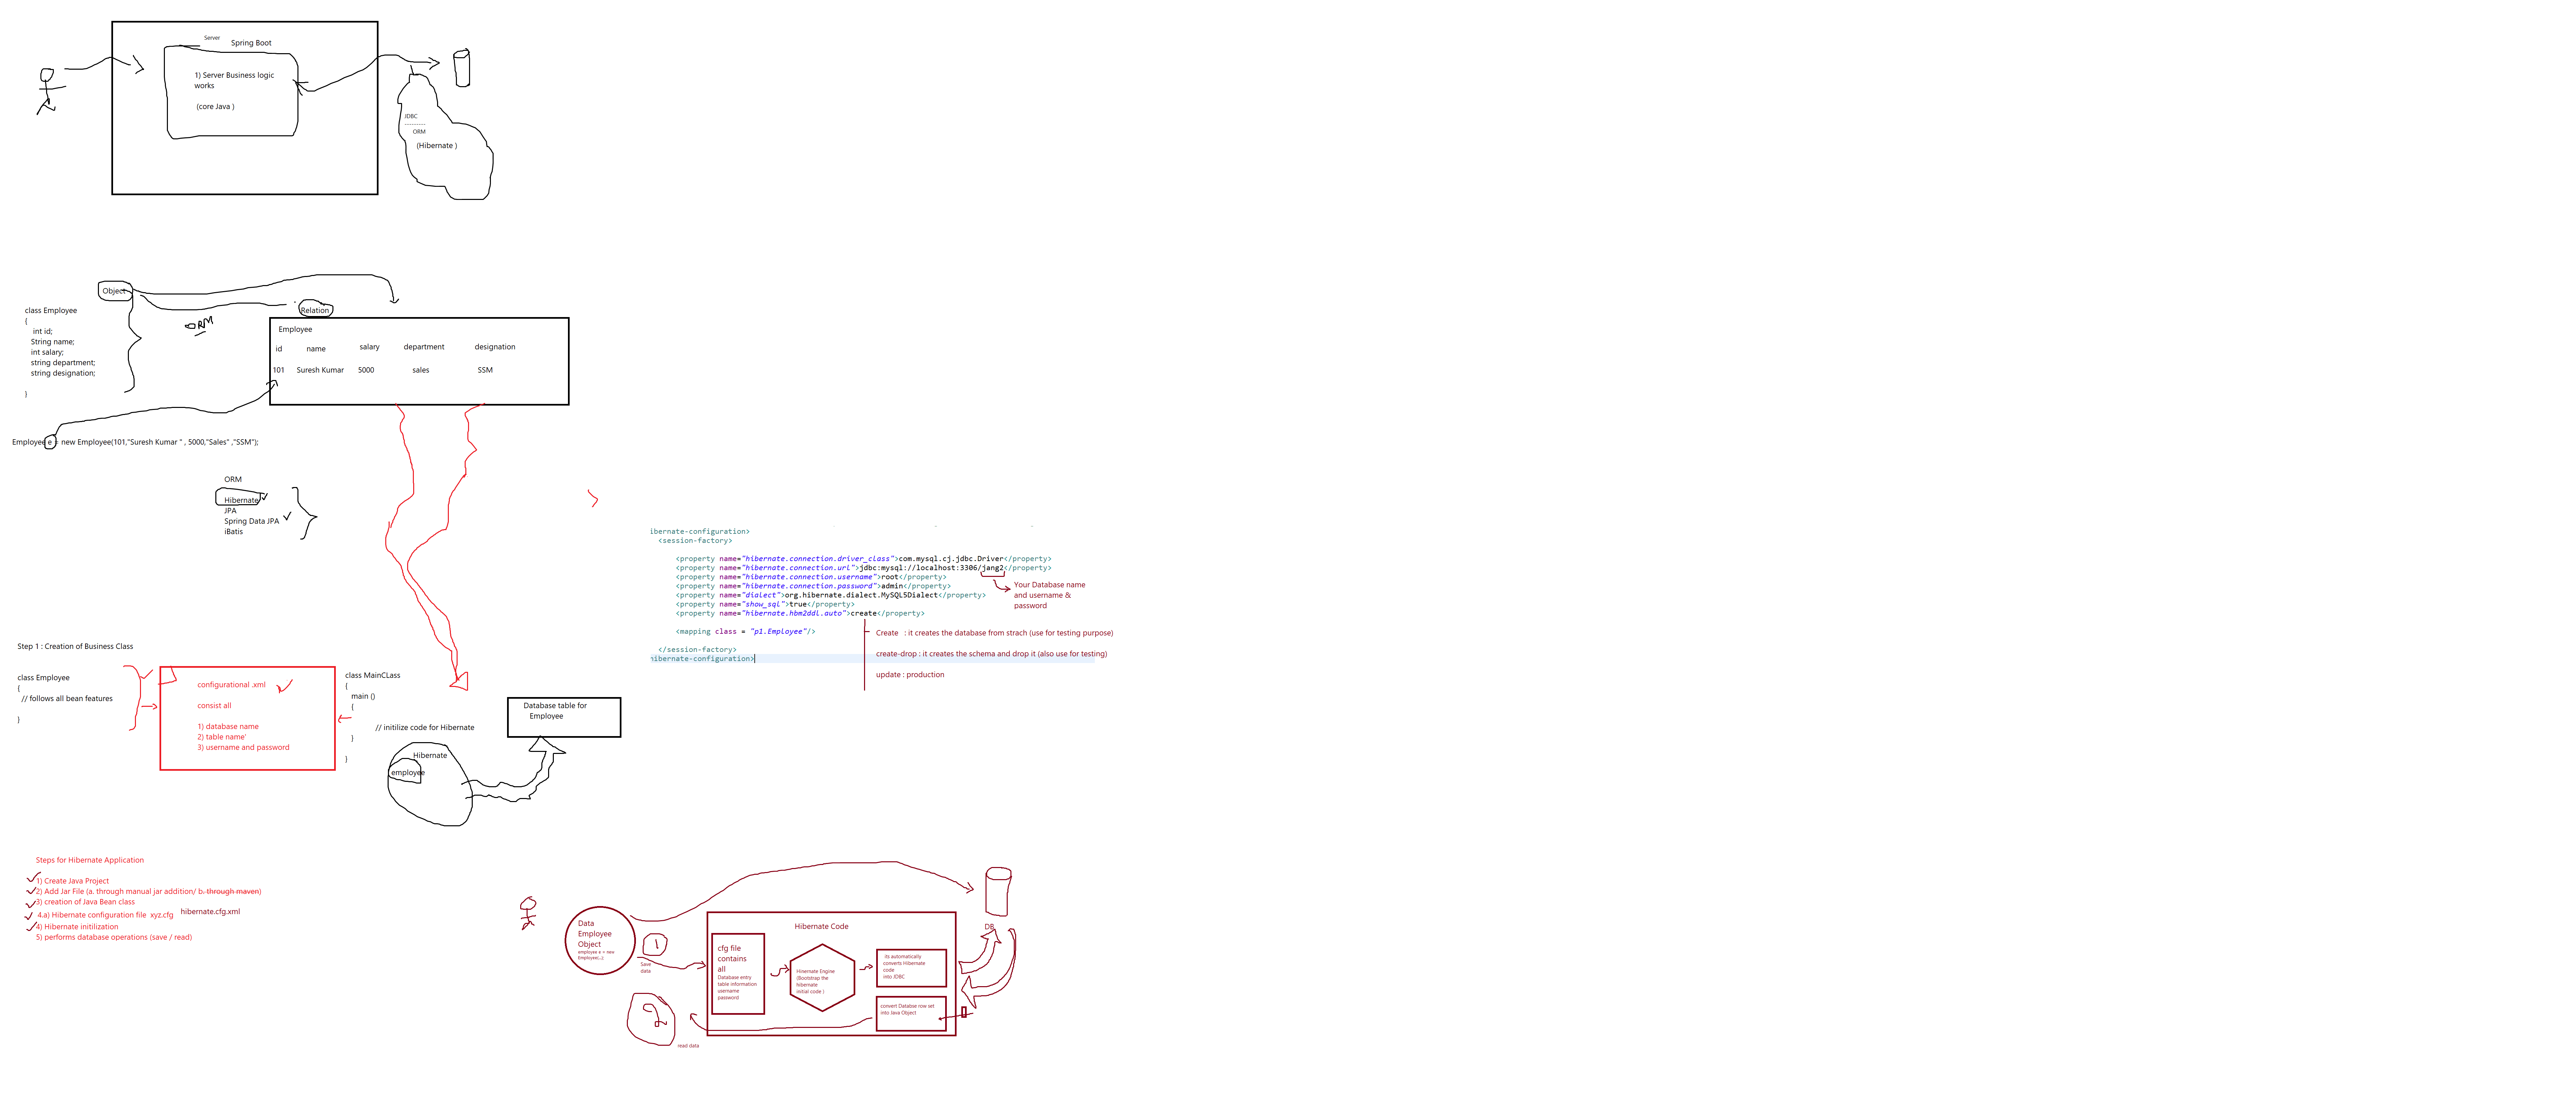 Server
Spring Boot
1) Server Business logic
works
(core Java )
JDBC
----------
ORM
(Hibernate )
Object
Relation
class Employee
{
int id;
String name;
int salary;
string department;
string designation;
}
ORM
Employee
id name salary department designation
101 Suresh Kumar 5000 sales SSM
Employee e = new Employee(101,"Suresh Kumar " , 5000,"Sales" ,"SSM");
ORM
Hibernate
JPA
Spring Data JPA
iBatis
ibernate-configuration>
<session-factory>
<property name="hibernate.connection.driver_class">com.mysql.cj.jdbc.Driver</property>
<property name="hibernate.connection.url">jdbc:mysql://localhost:3306/jang2</property>
<property name="hibernate.connection.username">root</property>
<property name="hibernate.connection.password">admin</property>
<property name="dialect">org.hibernate.dialect.MySQL5Dialect</property>
<property name="show_sql">true</property>
<property name="hibernate.hbm2ddl.auto">create</property>
<mapping class = "p1.Employee"/>
</session-factory>
ibernate-configuration>
Your Database name
and username &
password
Create : it creates the database from strach (use for testing purpose)
create-drop : it creates the schema and drop it (also use for testing)
update : production
Step 1 : Creation of Business Class
class Employee
{
// follows all bean features
}
configurational .xml
consist all
1) database name
2) table name'
3) username and password
class MainCLass
{
main ()
{
// initilize code for Hibernate
}
}
Hibernate
employee
Database table for
Employee
Steps for Hibernate Application
1) Create Java Project
2) Add Jar File (a. through manual jar addition/ b. through maven)
3) creation of Java Bean class
4.a) Hibernate configuration file xyz.cfg hibernate.cfg.xml
4) Hibernate initilization
5) performs database operations (save / read)
Data
Employee
Object
employee e = new
Employee(..);
1
Save
data
2
read data
Hibernate Code
cfg file
contains
all
Database entry
table information
username
password
Hinernate Engine
(Bootstrap the
hibernate
initial code )
its automatically
converts Hibernate
code
into JDBC
convert Databse row set
into Java Object
DB